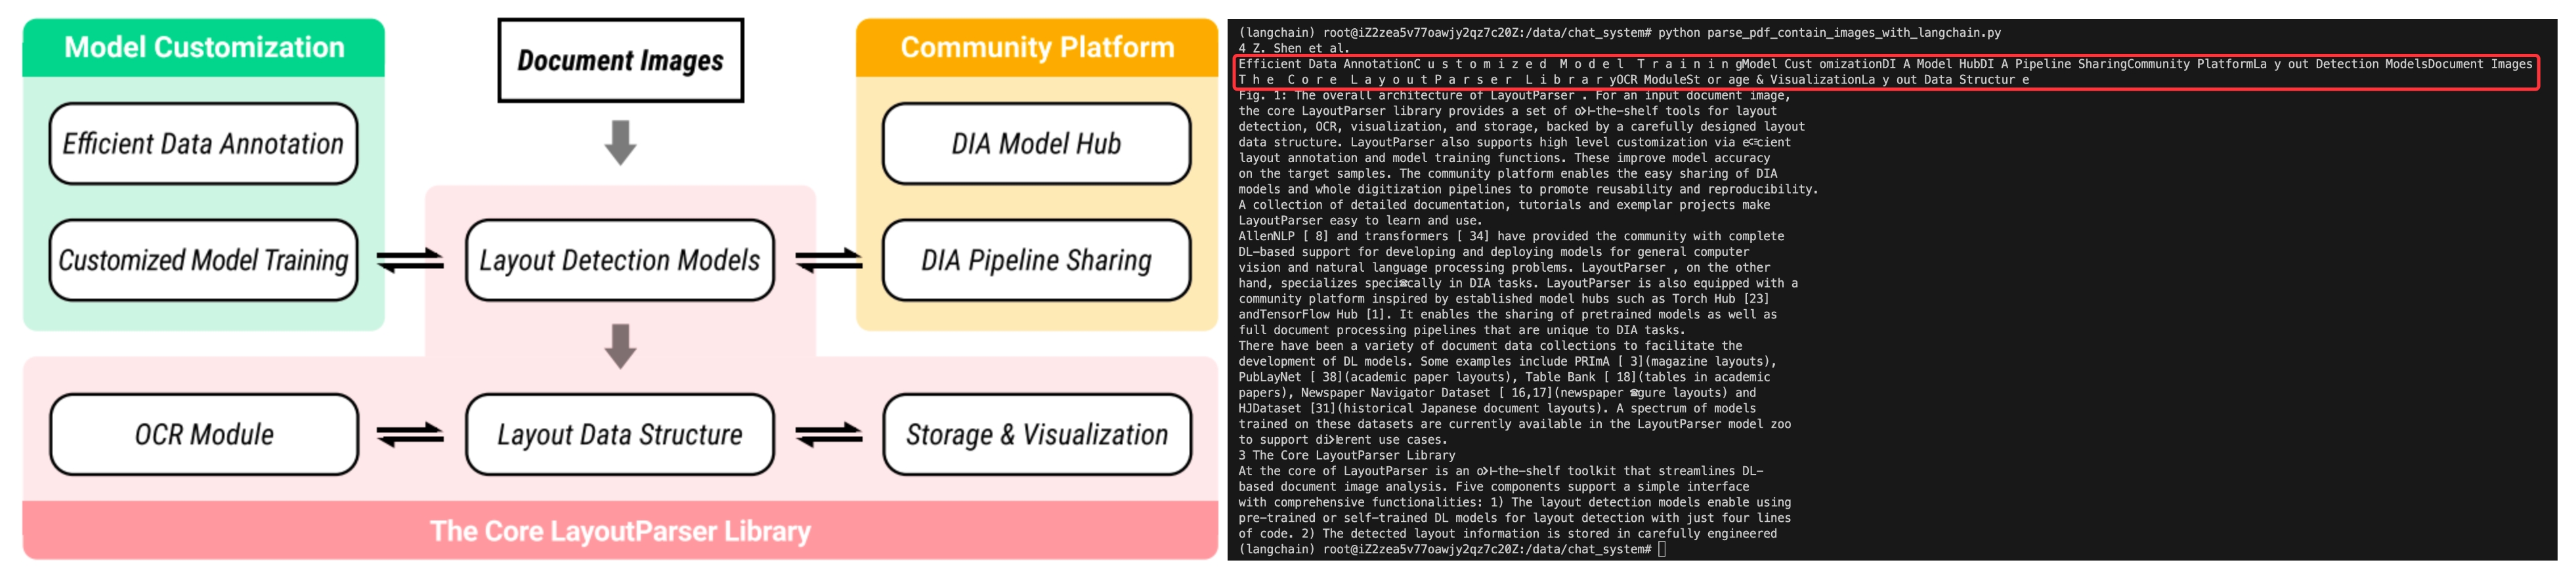 Model Customization
Efficient Data Annotation
Customized Model Training
Document Images
Layout Detection Models
Community Platform
DIA Model Hub
DIA Pipeline Sharing
OCR Module
Layout Data Structure
Storage & Visualization
The Core LayoutParser Library
(langchain) root@iZ2zea5v77oawjy2qz7c20Z:/data/chat_system# python parse_pdf_contain_images_with_langchain.py
4 Z. Shen et al.
Efficient Data AnnotationC u s t o m i z e d  M o d e l  T r a i n i n gModel Cust omizationDI A Model HubDI A Pipeline SharingCommunity PlatformLa y out Detection ModelsDocument Images
T h e  C o r e  L a y o u t P a r s e r  L i b r a r yOCR ModuleSt or age & VisualizationLa y out Data Structur e
Fig. 1: The overall architecture of LayoutParser . For an input document image,
the core LayoutParser library provides a set of o⊁-the-shelf tools for layout
detection, OCR, visualization, and storage, backed by a carefully designed layout
data structure. LayoutParser also supports high level customization via e⋲cient
layout annotation and model training functions. These improve model accuracy
on the target samples. The community platform enables the easy sharing of DIA
models and whole digitization pipelines to promote reusability and reproducibility.
A collection of detailed documentation, tutorials and exemplar projects make
LayoutParser easy to learn and use.
AllenNLP [ 8] and transformers [ 34] have provided the community with complete
DL-based support for developing and deploying models for general computer
vision and natural language processing problems. LayoutParser , on the other
hand, specializes speci☎cally in DIA tasks. LayoutParser is also equipped with a
community platform inspired by established model hubs such as Torch Hub [23]
andTensorFlow Hub [1]. It enables the sharing of pretrained models as well as
full document processing pipelines that are unique to DIA tasks.
There have been a variety of document data collections to facilitate the
development of DL models. Some examples include PRImA [ 3](magazine layouts),
PubLayNet [ 38](academic paper layouts), Table Bank [ 18](tables in academic
papers), Newspaper Navigator Dataset [ 16,17](newspaper ☎gure layouts) and
HJDataset [31](historical Japanese document layouts). A spectrum of models
trained on these datasets are currently available in the LayoutParser model zoo
to support di⊁erent use cases.
3 The Core LayoutParser Library
At the core of LayoutParser is an o⊁-the-shelf toolkit that streamlines DL-
based document image analysis. Five components support a simple interface
with comprehensive functionalities: 1) The layout detection models enable using
pre-trained or self-trained DL models for layout detection with just four lines
of code. 2) The detected layout information is stored in carefully engineered
(langchain) root@iZ2zea5v77oawjy2qz7c20Z:/data/chat_system#